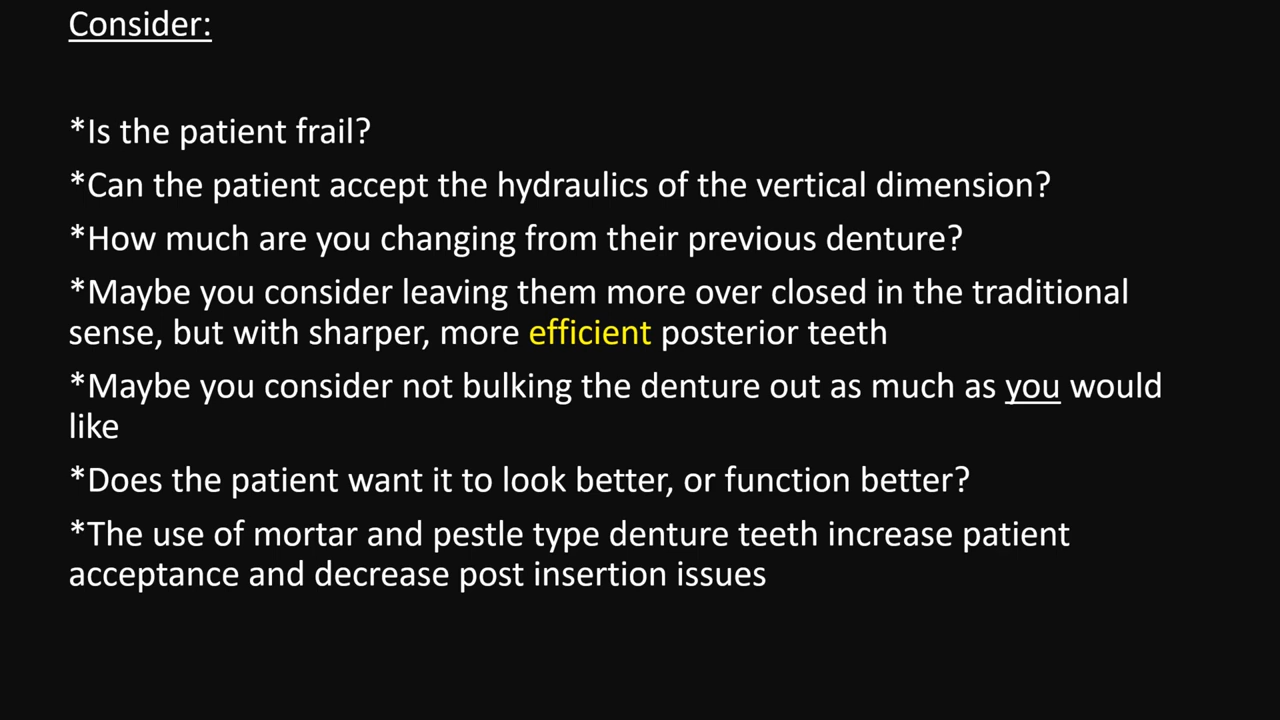 Consider:
*Is the patient frail?
*Can the patient accept the hydraulics of the vertical dimension?
*How much are you changing from their previous denture?
*Maybe you consider leaving them more over closed in the traditional
sense, but with sharper, more efficient posterior teeth
*Maybe you consider not bulking the denture out as much as you would
like
*Does the patient want it to look better, or function better?
*The use of mortar and pestle type denture teeth increase patient
acceptance and decrease post insertion issues